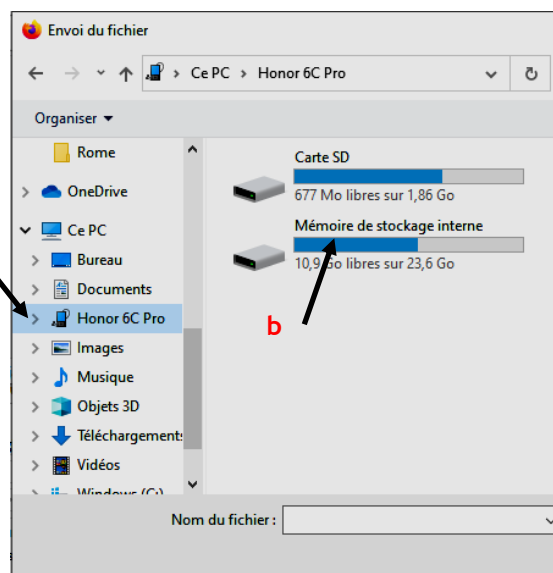 Envoi du fichier
Ce PC > Honor 6C Pro
Organiser
Rome
OneDrive
Ce PC
Bureau
Documents
Honor 6C Pro
Images
Musique
Objets 3D
Téléchargements
Vidéos
Windows (C:)
Carte SD
677 Mo libres sur 1,86 Go
Mémoire de stockage interne
10,9 Go libres sur 23,6 Go
b
Nom du fichier :